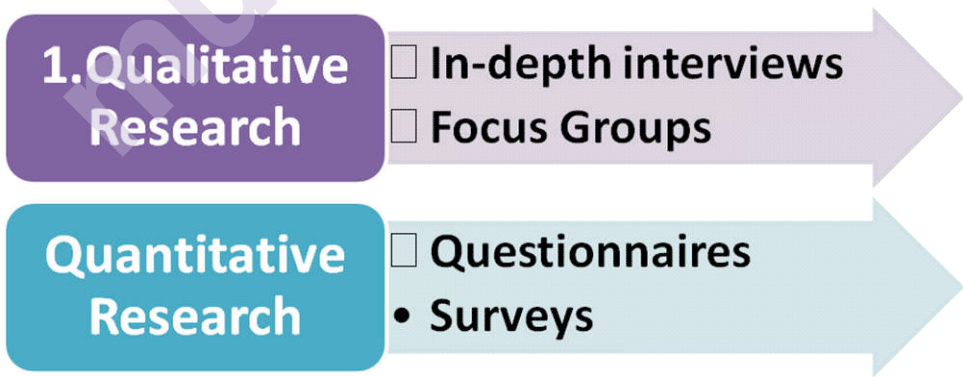 1.Qualitative
Research
□ In-depth interviews
□ Focus Groups
Quantitative
Research
□ Questionnaires
• Surveys